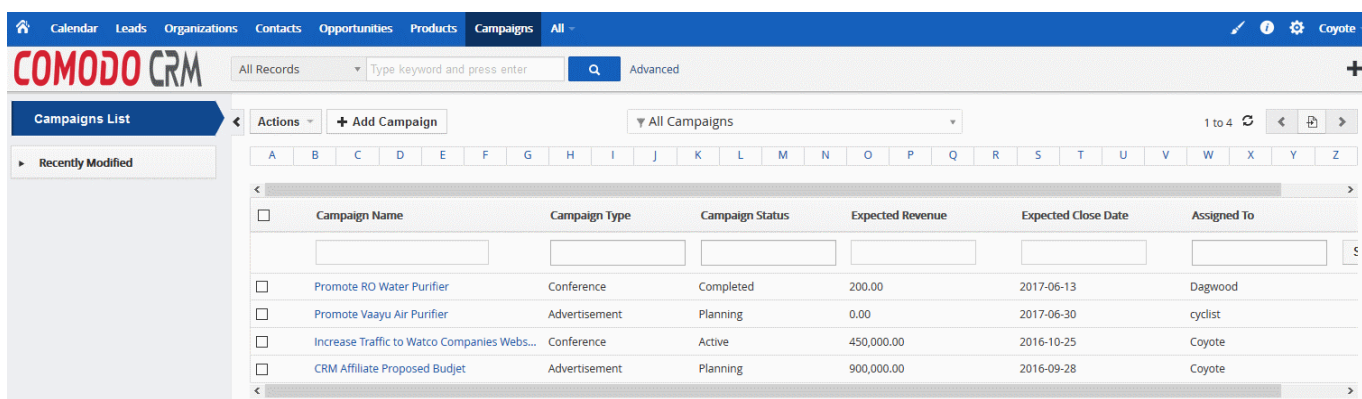 Calendar Leads Organizations Contacts Opportunities Products Campaigns All Coyote
COMODO CRM All Records Type keyword and press enter Advanced
Campaigns List Actions + Add Campaign All Campaigns 1 to 4
Recently Modified
A B C D E F G H I J K L M N O P Q R S T U V W X Y Z
Campaign Name Campaign Type Campaign Status Expected Revenue Expected Close Date Assigned To
S
Promote RO Water Purifier Conference Completed 200.00 2017-06-13 Dagwood
Promote Vaayu Air Purifier Advertisement Planning 0.00 2017-06-30 cyclist
Increase Traffic to Watco Companies Webs... Conference Active 450,000.00 2016-10-25 Coyote
CRM Affiliate Proposed Budjet Advertisement Planning 900,000.00 2016-09-28 Coyote